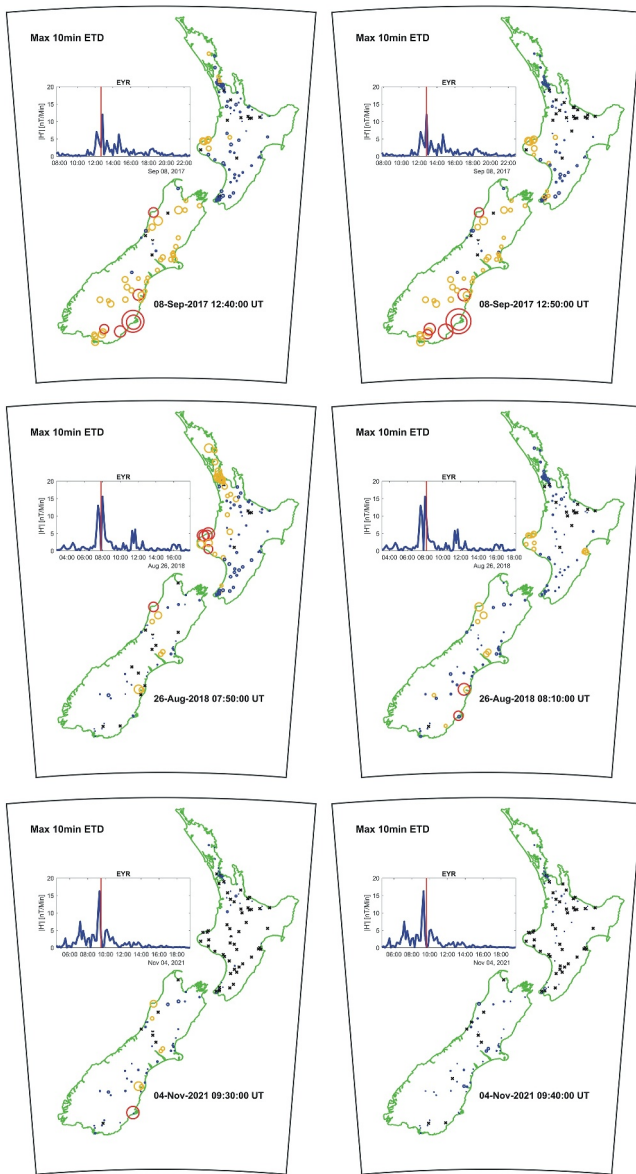 Max 10min ETD
EYR
20
15
10
5
0
|H'| [nT/Min]
08:00 10:00 12:00 14:00 16:00 18:00 20:00 22:00
Sep 08, 2017
08-Sep-2017 12:40:00 UT
Max 10min ETD
EYR
20
15
10
5
0
|H'| [nT/Min]
08:00 10:00 12:00 14:00 16:00 18:00 20:00 22:00
Sep 08, 2017
08-Sep-2017 12:50:00 UT
Max 10min ETD
EYR
20
15
10
5
0
|H'| [nT/Min]
04:00 06:00 08:00 10:00 12:00 14:00 16:00 18:00
Aug 26, 2018
26-Aug-2018 07:50:00 UT
Max 10min ETD
EYR
20
15
10
5
0
|H'| [nT/Min]
04:00 06:00 08:00 10:00 12:00 14:00 16:00 18:00
Aug 26, 2018
26-Aug-2018 08:10:00 UT
Max 10min ETD
EYR
20
15
10
5
0
|H'| [nT/Min]
06:00 08:00 10:00 12:00 14:00 16:00 18:00 20:00
Nov 04, 2021
04-Nov-2021 09:30:00 UT
Max 10min ETD
EYR
20
15
10
5
0
|H'| [nT/Min]
06:00 08:00 10:00 12:00 14:00 16:00 18:00 20:00
Nov 04, 2021
04-Nov-2021 09:40:00 UT